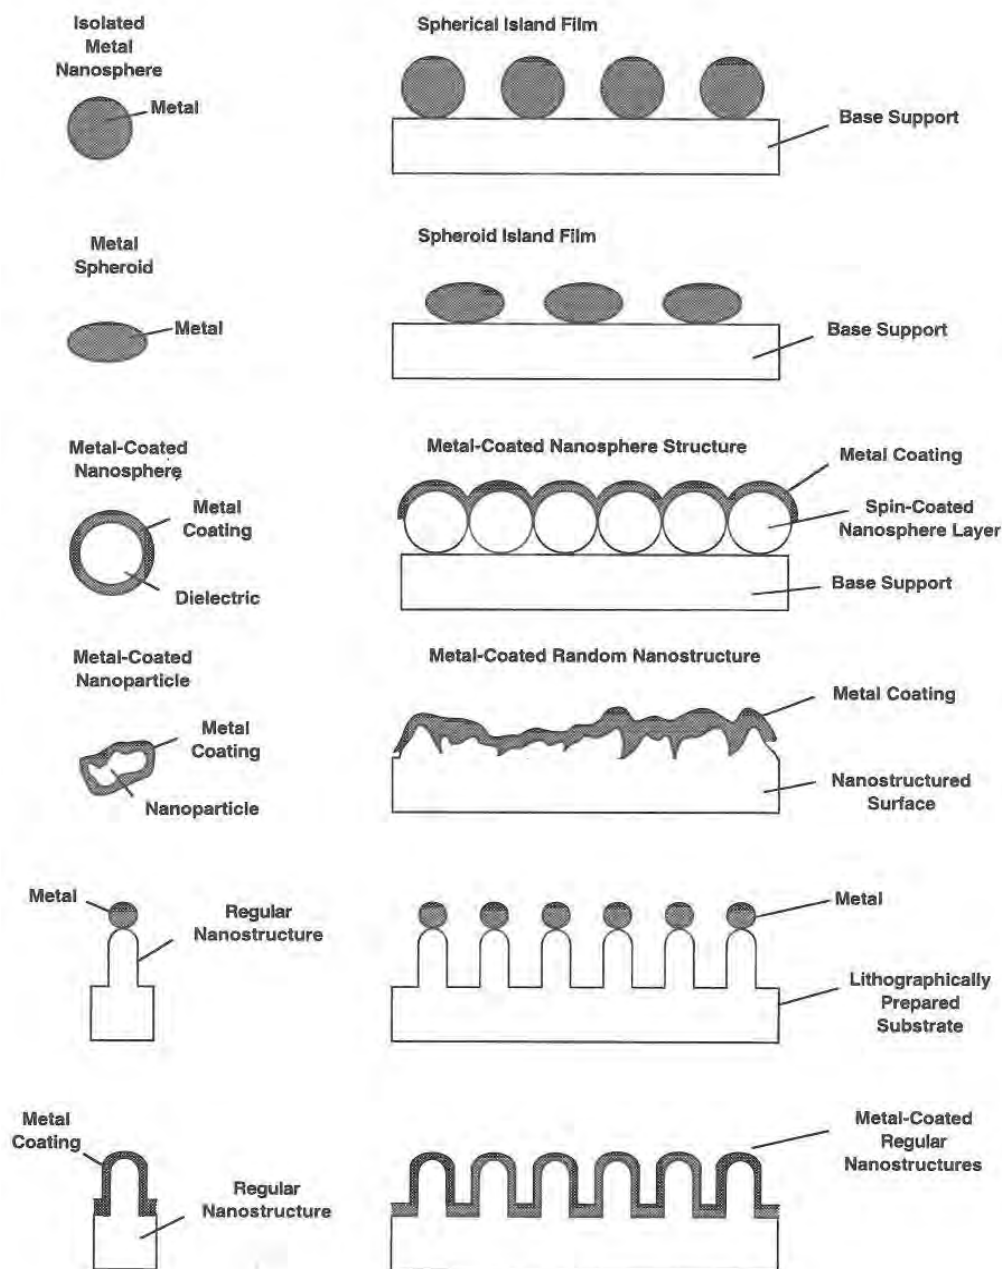 Isolated
Metal
Nanosphere
Metal
Spherical Island Film
Base Support
Metal
Spheroid
Metal
Spheroid Island Film
Base Support
Metal-Coated
Nanosphere
Metal
Coating
Dielectric
Metal-Coated Nanosphere Structure
Metal Coating
Spin-Coated
Nanosphere Layer
Base Support
Metal-Coated
Nanoparticle
Metal
Coating
Nanoparticle
Metal-Coated Random Nanostructure
Metal Coating
Nanostructured
Surface
Metal
Regular
Nanostructure
Metal
Lithographically
Prepared
Substrate
Metal
Coating
Regular
Nanostructure
Metal-Coated
Regular
Nanostructures